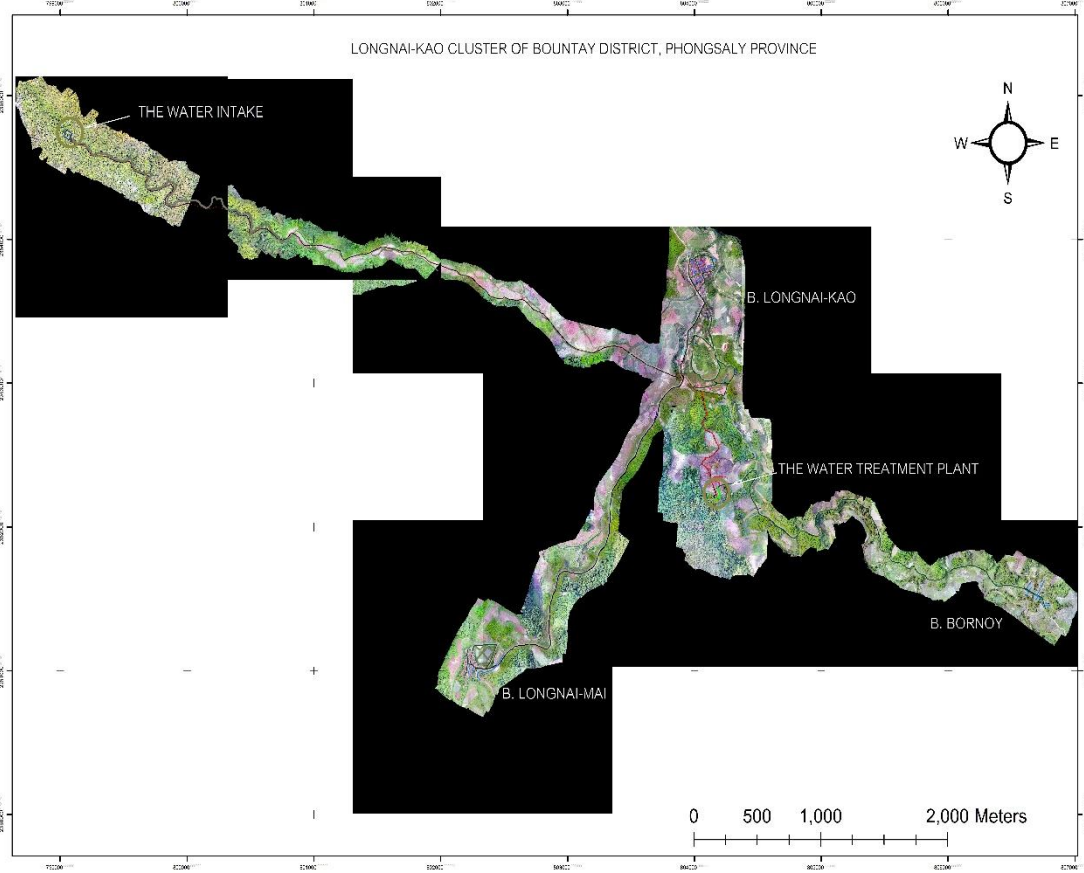 LONGNAI-KAO CLUSTER OF BOUNTAY DISTRICT, PHONGSALY PROVINCE
THE WATER INTAKE
N
W E
S
B. LONGNAI-KAO
THE WATER TREATMENT PLANT
B. BORNOY
B. LONGNAI-MAI
0 500 1,000 2,000 Meters